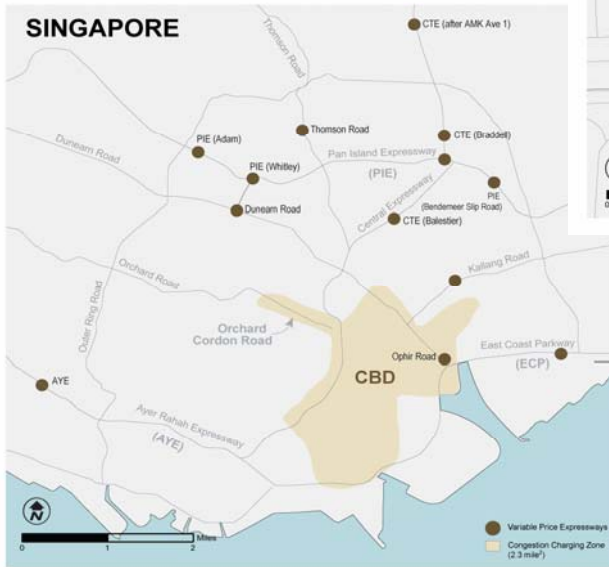 SINGAPORE
CTE (after AMK Ave 1)
Thomson Road
Dunearn Road
PIE (Adam)
Thomson Road
CTE (Braddell)
PIE (Whitley)
Pan Island Expressway
(PIE)
PIE
(Bendemeer Slip Road)
Central Expressway
Dunearn Road
CTE (Balestier)
Orchard Road
Kallang Road
Outer Ring Road
Orchard
Cordon Road
Ophir Road
East Coast Parkway
(ECP)
CBD
AYE
Ayer Rahah Expressway
(AYE)
N
0
1
2
Miles
Variable Price Expressways
Congestion Charging Zone
(2.3 mile²)